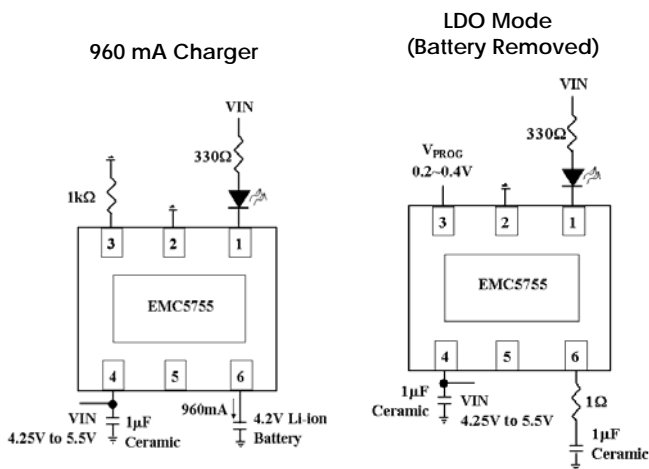 960 mA Charger
VIN
330Ω
1kΩ
3
2
1
EMC5755
4
5
6
VIN
4.25V to 5.5V
1µF
Ceramic
960mA
4.2V Li-ion
Battery
LDO Mode
(Battery Removed)
VIN
330Ω
VPROG
0.2~0.4V
3
2
1
EMC5755
4
5
6
1µF
Ceramic
VIN
4.25V to 5.5V
1Ω
1µF
Ceramic